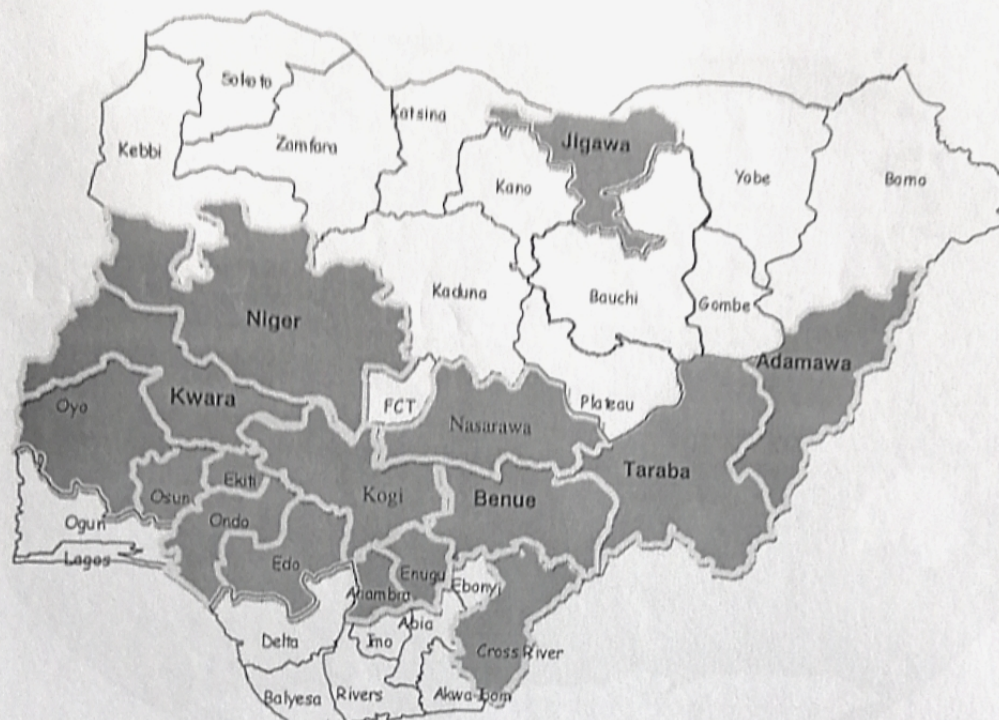 Sokoto
Katsina
Jigawa
Kebbi
Zamfara
Kano
Yobe
Borno
Kaduna
Bauchi
Gombe
Niger
Adamawa
Kwara
Oyo
FCT
Plateau
Nasarawa
Taraba
Ekiti
Osun
Kogi
Benue
Ogun
Ondo
Lagos
Edo
Enugu
Ebonyi
Anambra
Abia
Delta
Imo
Cross River
Balyesa
Rivers
Akwa-Ibom